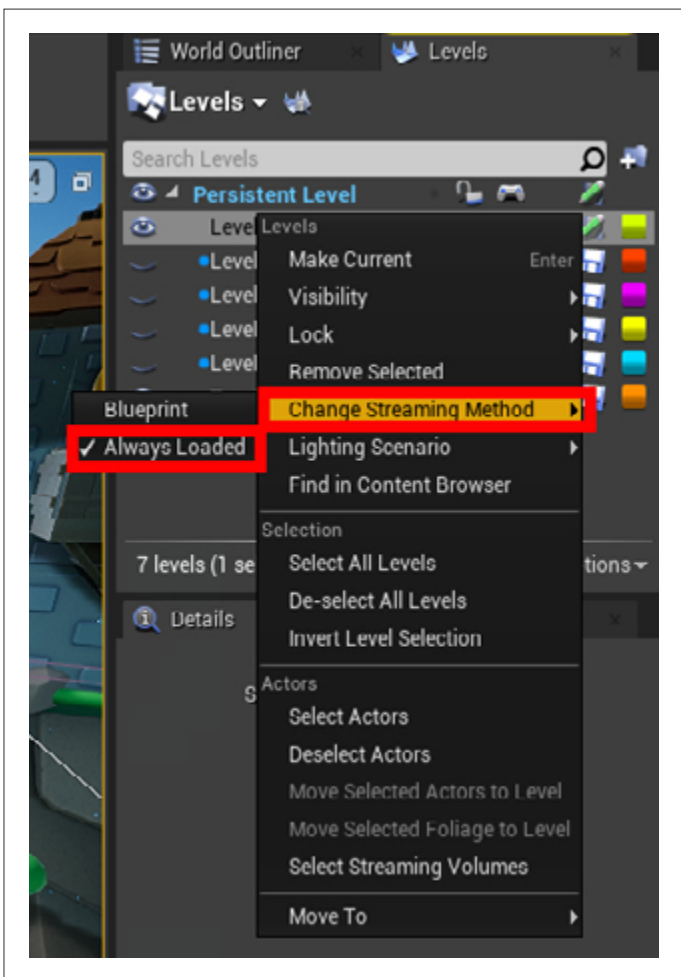 World Outliner
Levels
Levels
Search Levels
Persistent Level
Level
Level
Level
Level
Level
Levels
Make Current Enter
Visibility
Lock
Remove Selected
Change Streaming Method
Blueprint
Always Loaded
Lighting Scenario
Find in Content Browser
7 levels (1 se
tions
Selection
Select All Levels
De-select All Levels
Invert Level Selection
Details
S
Actors
Select Actors
Deselect Actors
Move Selected Actors to Level
Move Selected Foliage to Level
Select Streaming Volumes
Move To